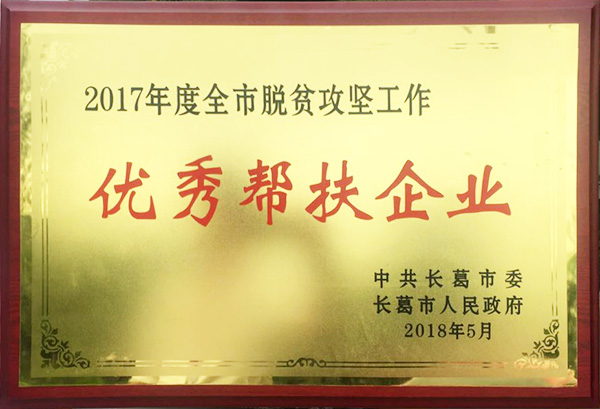 2017年度全市脱贫攻坚工作
优秀帮扶企业
中共长葛市委
长葛市人民政府
2018年5月